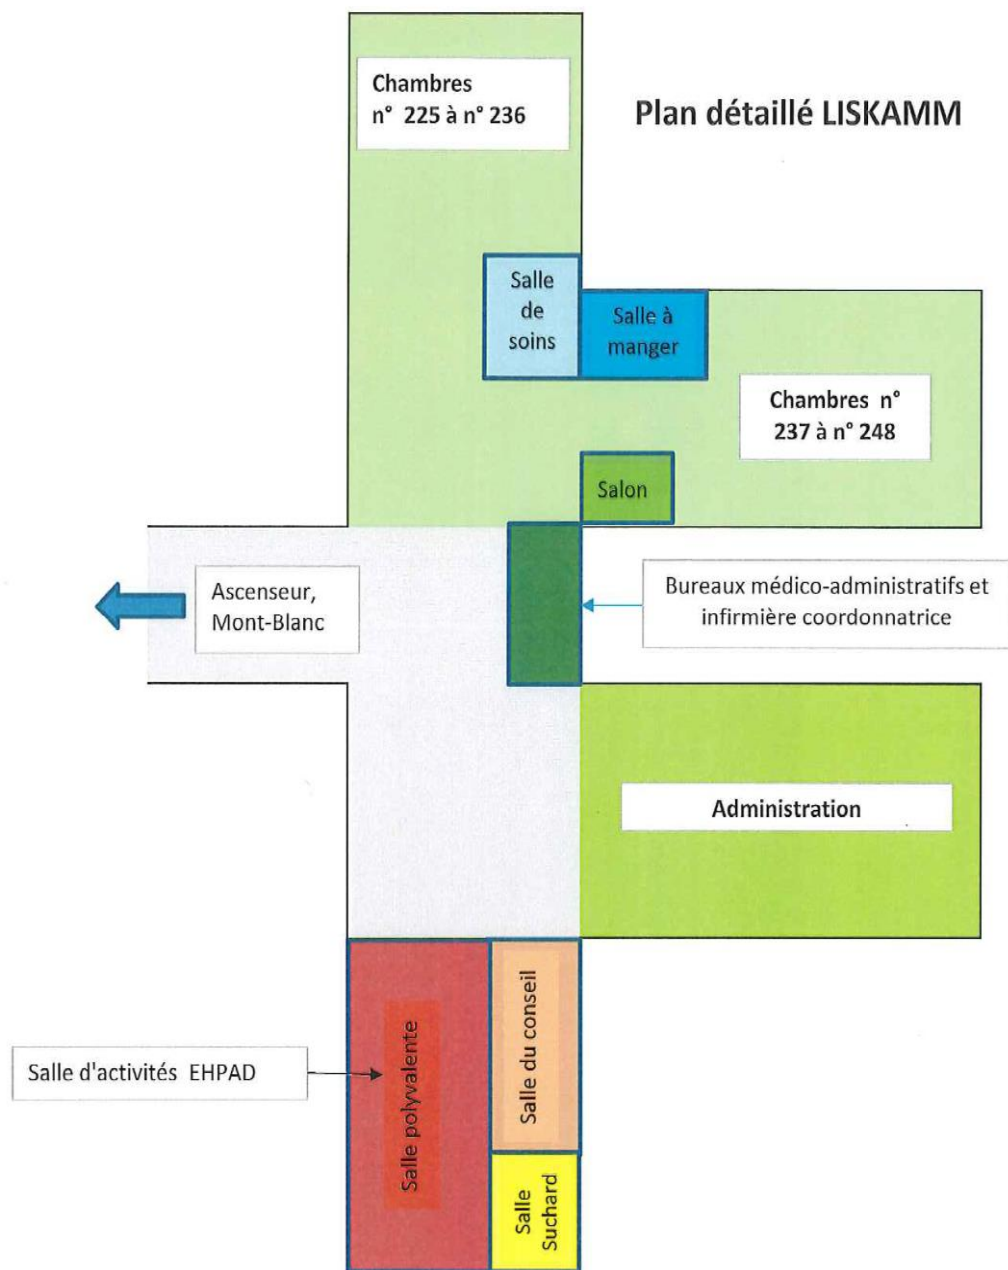 Chambres
n° 225 à n° 236
Plan détaillé LISKAMM
Salle
de
soins
Salle à
manger
Chambres n°
237 à n° 248
Salon
Ascenseur,
Mont-Blanc
Bureaux médico-administratifs et
infirmière coordonnatrice
Administration
Salle d'activités EHPAD
Salle polyvalente
Salle du conseil
Salle
Suchard